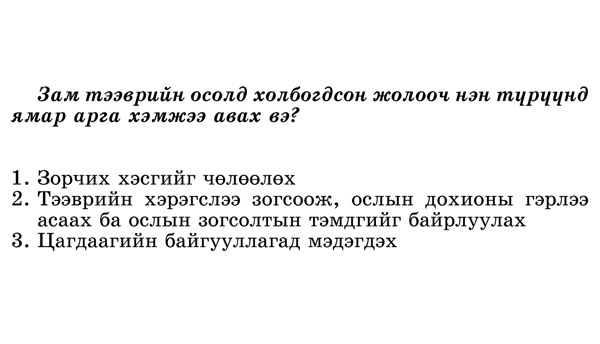 Зам тээврийн осолд холбогдсон жолооч нэн түрүүнд
ямар арга хэмжээ авах вэ?
1. Зорчих хэсгийг чөлөөлөх
2. Тээврийн хэрэгслээ зогсоож, ослын дохионы гэрлээ
асаах ба ослын зогсолтын тэмдгийг байрлуулах
3. Цагдаагийн байгууллагад мэдэгдэх